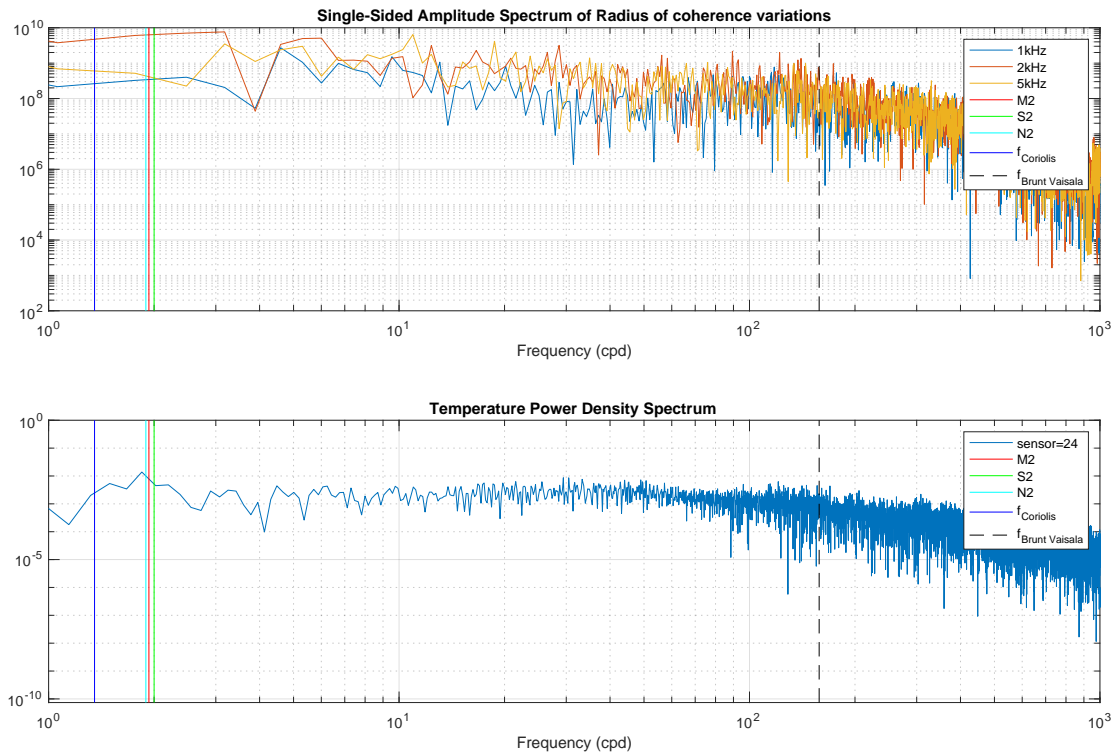 Single-Sided Amplitude Spectrum of Radius of coherence variations
10^10
10^8
10^6
10^4
10^2
10^0
10^1
10^2
10^3
Frequency (cpd)
1kHz
2kHz
5kHz
M2
S2
N2
f_Coriolis
f_Brunt Vaisala
Temperature Power Density Spectrum
10^0
10^-5
10^-10
10^0
10^1
10^2
10^3
Frequency (cpd)
sensor=24
M2
S2
N2
f_Coriolis
f_Brunt Vaisala